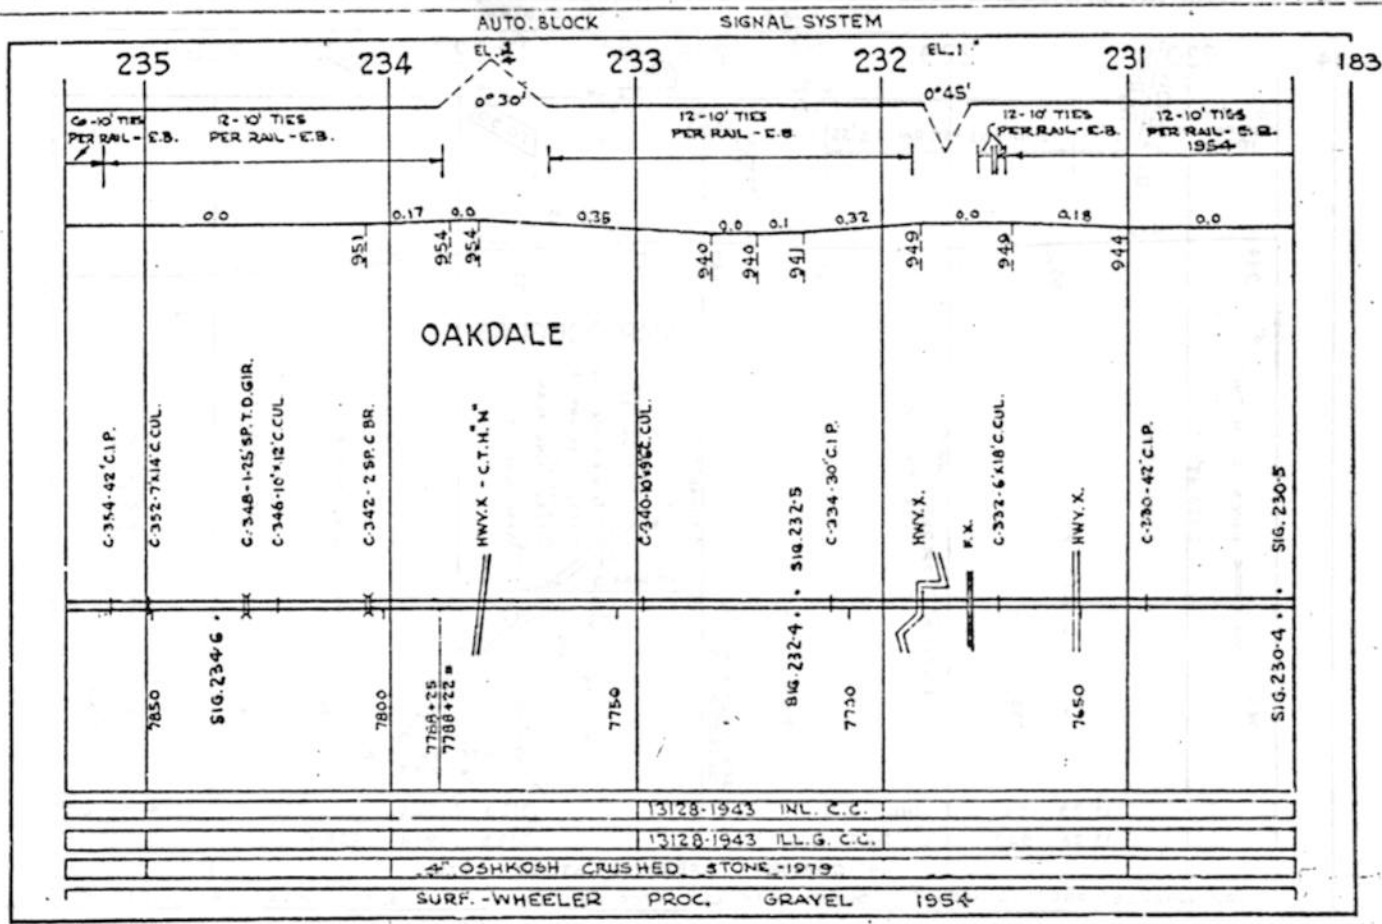 AUTO. BLOCK SIGNAL SYSTEM
235 234 EL. 3/4" 233 232 EL. 1" 231 183
0° 30' 0° 45'
6-10' TIES PER RAIL - E.B.
12-10' TIES PER RAIL - E.B.
12-10' TIES PER RAIL - E.B.
12-10' TIES PER RAIL - E.B.
12-10' TIES PER RAIL - E.B. 1954
0.0 0.17 0.0 0.36 0.0 0.1 0.32 0.0 0.18 0.0
951 954 954 940 940 941 949 949 944
OAKDALE
C-354-42" C.I.P.
C-352-7'X14' C.CUL.
C-348-1-25' SP. T.D.GIR.
C-346-10'X12' C.CUL.
C-342-2 SP. C BR.
HWY.X - C.T.H. "N"
C-340-10'X96' C.CUL.
SIG. 232-5
C-334-30" C.I.P.
HWY.X.
F.X.
C-332-6'X18' C.CUL.
HWY.X.
C-330-42" C.I.P.
SIG. 230-5
7850
SIG. 234-6
7800
7788+25
7788+22 =
7750
SIG. 232-4
7700
7650
SIG. 230-4
13128-1943 INL. C.C.
13128-1943 ILL. G. C.C.
4" OSHKOSH CRUSHED STONE-1979
SURF.-WHEELER PROC. GRAVEL 1954